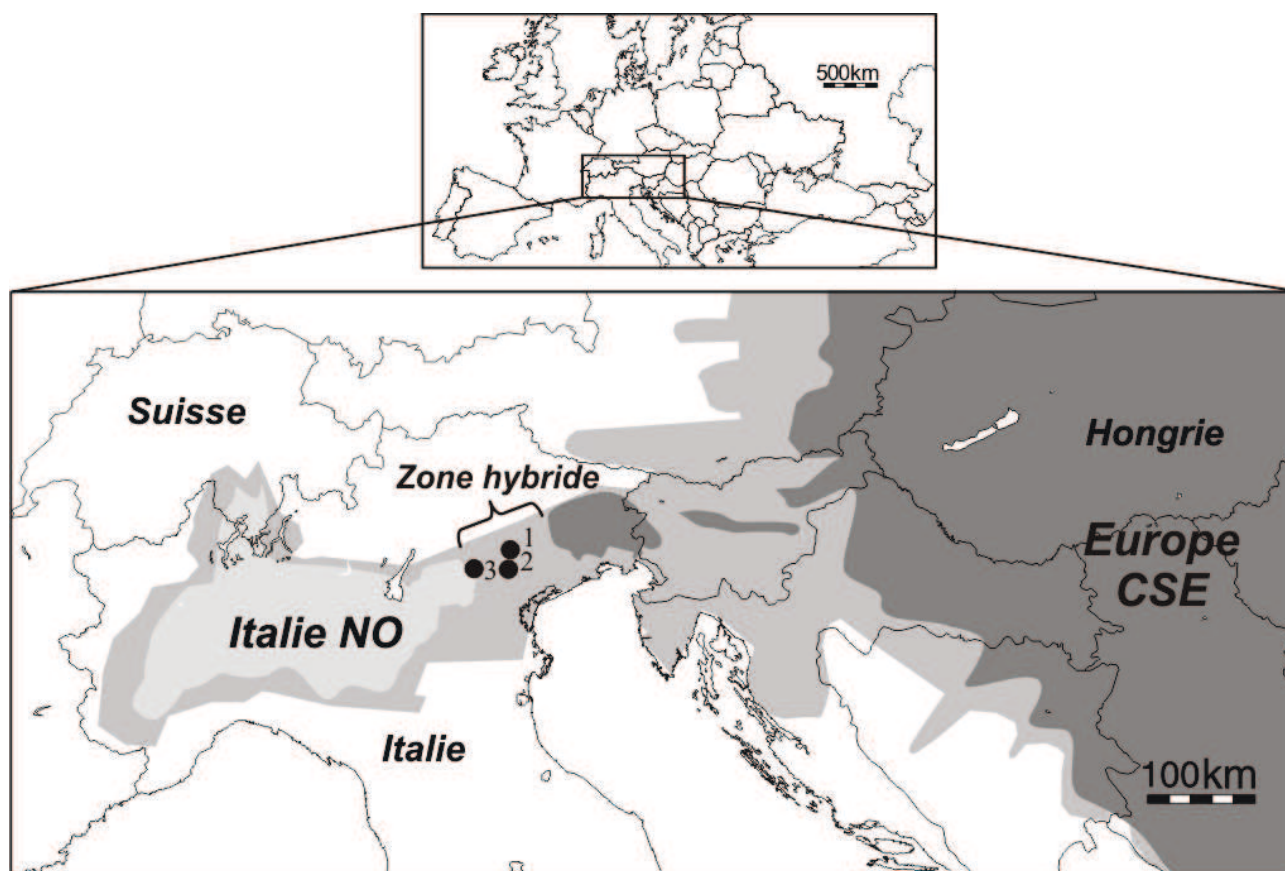 500km
Suisse
Hongrie
Zone hybride
1
2
3
Europe
CSE
Italie NO
Italie
100km